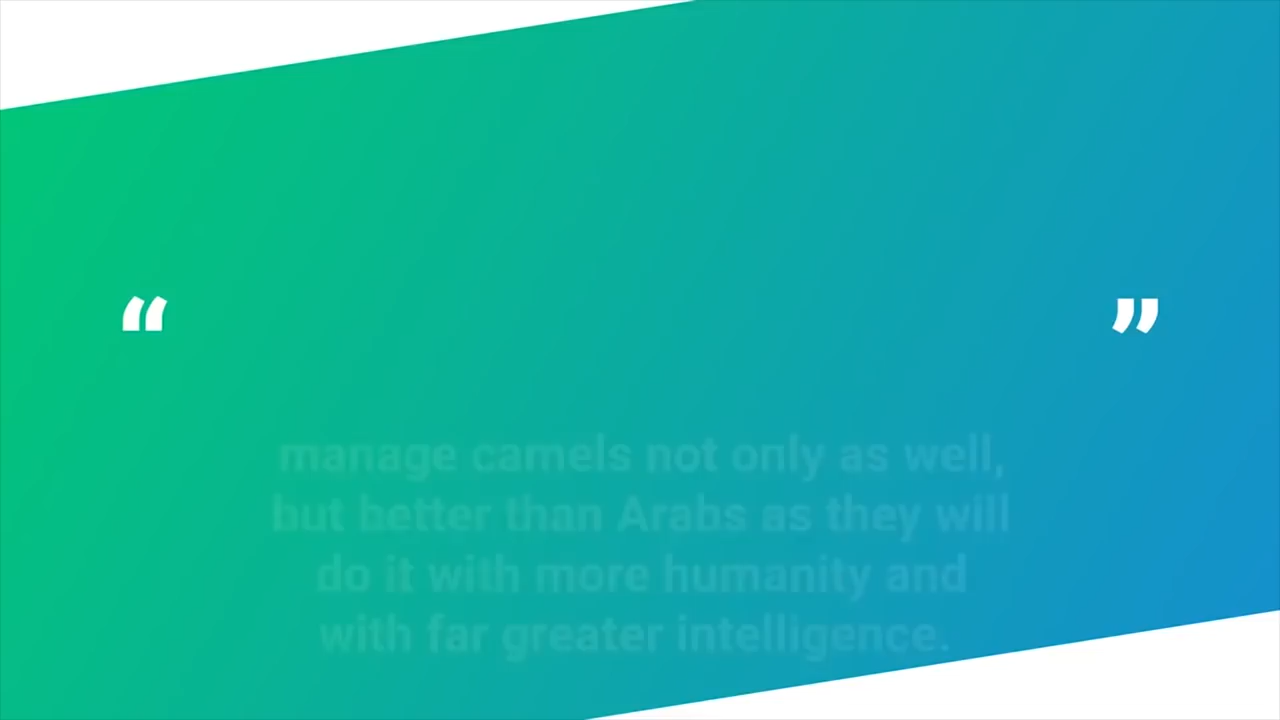 “ ”
manage camels not only as well,
but better than Arabs as they will
do it with more humanity and
with far greater intelligence.